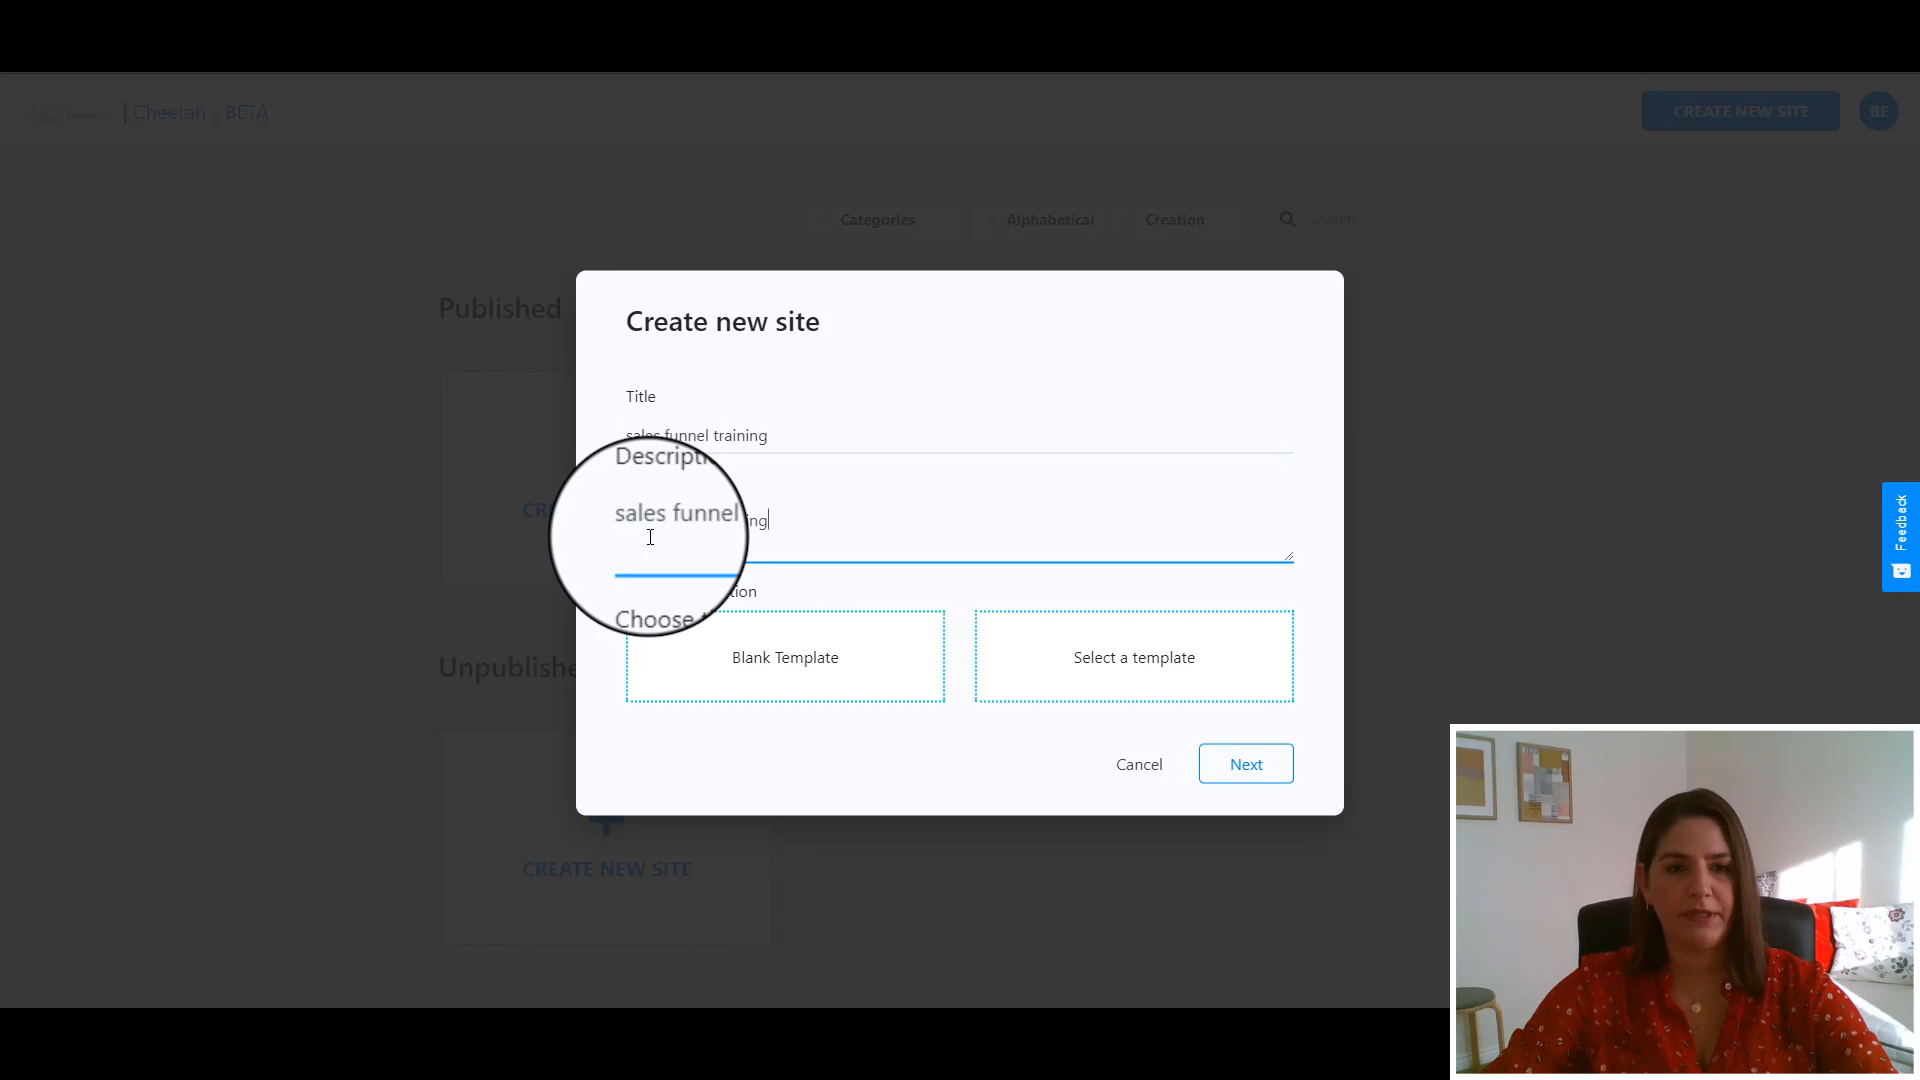 | Cheetah BETA
CREATE NEW SITE
BE
Categories
Alphabetical
Creation
search
Published
Create new site
Title
sales funnel training
Descripti
sales funnel
ing
tion
Choose
Blank Template
Select a template
Cancel
Next
Unpublishe
CREATE NEW SITE
Feedback